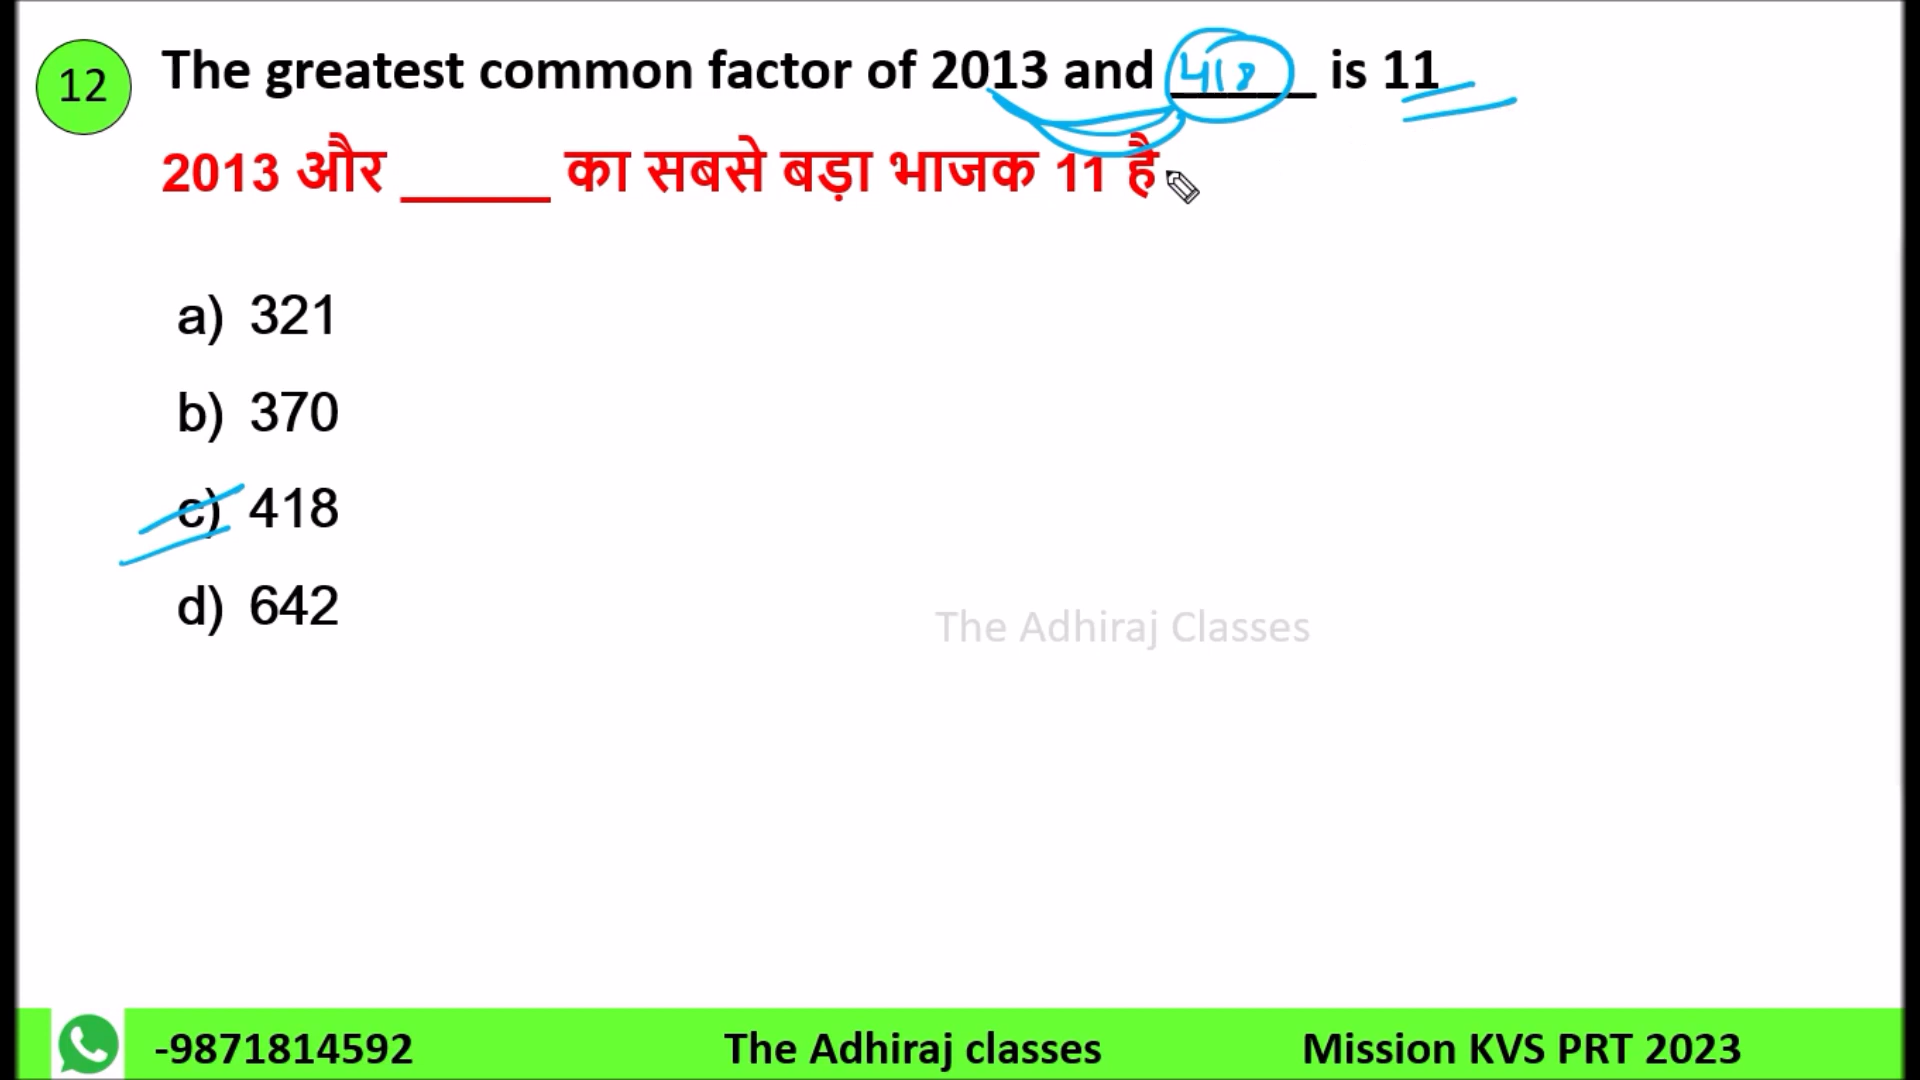 12 The greatest common factor of 2013 and 418 is 11
2013 और _____ का सबसे बड़ा भाजक 11 है
a) 321
b) 370
c) 418
d) 642
The Adhiraj Classes
-9871814592 The Adhiraj classes Mission KVS PRT 2023